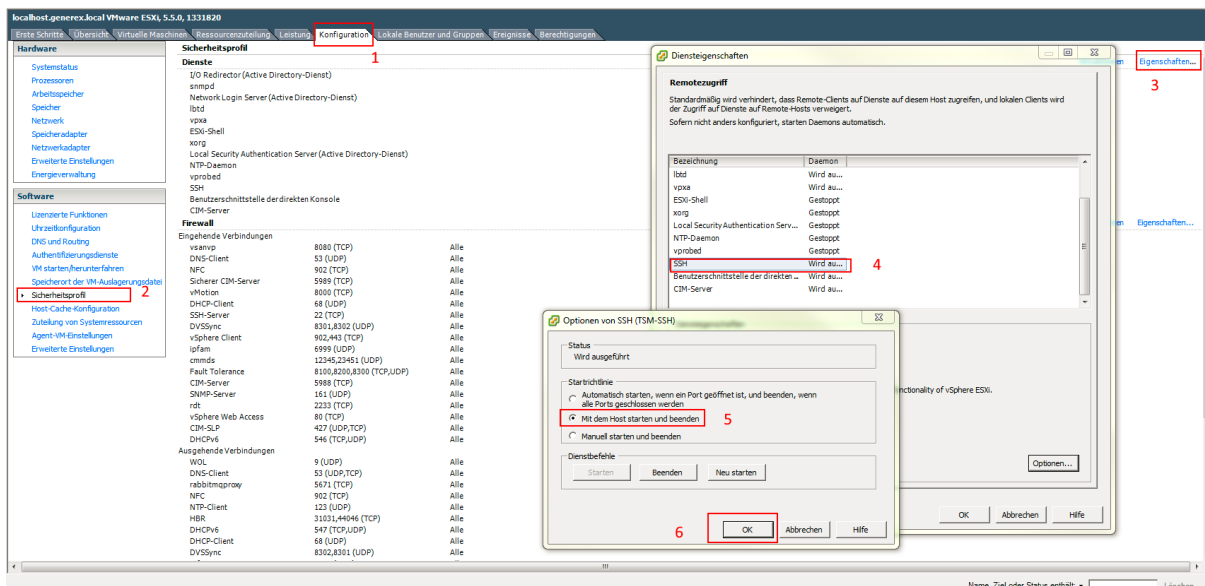 localhost.generex.local VMware ESXi, 5.5.0, 1331820
Erste Schritte Übersicht Virtuelle Maschinen Ressourcenzuteilung Leistung Konfiguration Lokale Benutzer und Gruppen Ereignisse Berechtigungen
1
Hardware
Systemstatus
Prozessoren
Arbeitsspeicher
Speicher
Netzwerk
Speicheradapter
Netzwerkadapter
Erweiterte Einstellungen
Energieverwaltung
Software
Lizenzierte Funktionen
Uhrzeitkonfiguration
DNS und Routing
Authentifizierungsdienste
VM starten/herunterfahren
Speicherort der VM-Auslagerungsdatei
Sicherheitsprofil 2
Host-Cache-Konfiguration
Zuteilung von Systemressourcen
Agent-VM-Einstellungen
Erweiterte Einstellungen
Sicherheitsprofil
Dienste
Eigenschaften...
3
I/O Redirector (Active Directory-Dienst)
snmpd
Network Login Server (Active Directory-Dienst)
lbtd
vpxa
ESXi-Shell
xorg
Local Security Authentication Server (Active Directory-Dienst)
NTP-Daemon
vprobed
SSH
Benutzerschnittstelle der direkten Konsole
CIM-Server
Firewall
Eigenschaften...
Eingehende Verbindungen
vsanvp 8080 (TCP) Alle
DNS-Client 53 (UDP) Alle
NFC 902 (TCP) Alle
Sicherer CIM-Server 5989 (TCP) Alle
vMotion 8000 (TCP) Alle
DHCP-Client 68 (UDP) Alle
SSH-Server 22 (TCP) Alle
DVSSync 8301,8302 (UDP) Alle
vSphere Client 902,443 (TCP) Alle
ipfam 6999 (UDP) Alle
cmmds 12345,23451 (UDP) Alle
Fault Tolerance 8100,8200,8300 (TCP,UDP) Alle
CIM-Server 5988 (TCP) Alle
SNMP-Server 161 (UDP) Alle
rdt 2233 (TCP) Alle
vSphere Web Access 80 (TCP) Alle
CIM-SLP 427 (UDP,TCP) Alle
DHCPv6 546 (TCP,UDP) Alle
Ausgehende Verbindungen
WOL 9 (UDP) Alle
DNS-Client 53 (UDP,TCP) Alle
rabbitmqproxy 5671 (TCP) Alle
NFC 902 (TCP) Alle
NTP-Client 123 (UDP) Alle
HBR 31031,44046 (TCP) Alle
DHCPv6 547 (TCP,UDP) Alle
DHCP-Client 68 (UDP) Alle
DVSSync 8302,8301 (UDP) Alle
Diensteigenschaften
Remotezugriff
Standardmäßig wird verhindert, dass Remote-Clients auf Dienste auf diesem Host zugreifen, und lokalen Clients wird
der Zugriff auf Dienste auf Remote-Hosts verweigert.
Sofern nicht anders konfiguriert, starten Daemons automatisch.
Bezeichnung Daemon
lbtd Wird au...
vpxa Wird au...
ESXi-Shell Gestoppt
xorg Gestoppt
Local Security Authentication Serv... Gestoppt
NTP-Daemon Gestoppt
vprobed Gestoppt
SSH Wird au... 4
Benutzerschnittstelle der direkten ... Wird au...
CIM-Server Wird au...
nctionality of vSphere ESXi.
Optionen...
OK Abbrechen Hilfe
Optionen von SSH (TSM-SSH)
Status
Wird ausgeführt
Startrichtlinie
Automatisch starten, wenn ein Port geöffnet ist, und beenden, wenn
alle Ports geschlossen werden
Mit dem Host starten und beenden 5
Manuell starten und beenden
Dienstbefehle
Starten Beenden Neu starten
6 OK Abbrechen Hilfe
Name, Ziel oder Status enthält: Löschen